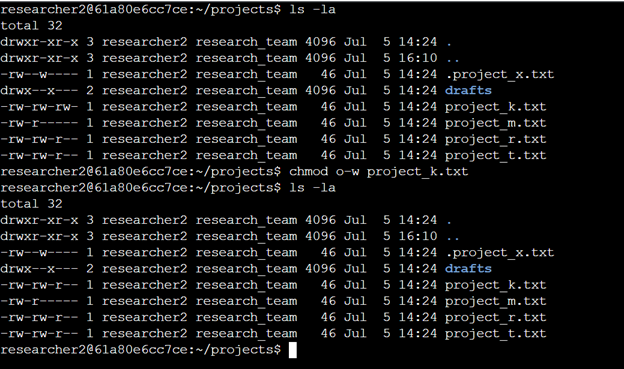 researcher2@61a80e6cc7ce:~/projects$ ls -la
total 32
drwxr-xr-x 3 researcher2 research_team 4096 Jul  5 14:24 .
drwxr-xr-x 3 researcher2 research_team 4096 Jul  5 16:10 ..
-rw--w---- 1 researcher2 research_team   46 Jul  5 14:24 .project_x.txt
drwx--x--- 2 researcher2 research_team 4096 Jul  5 14:24 drafts
-rw-rw-rw- 1 researcher2 research_team   46 Jul  5 14:24 project_k.txt
-rw-r----- 1 researcher2 research_team   46 Jul  5 14:24 project_m.txt
-rw-rw-r-- 1 researcher2 research_team   46 Jul  5 14:24 project_r.txt
-rw-rw-r-- 1 researcher2 research_team   46 Jul  5 14:24 project_t.txt
researcher2@61a80e6cc7ce:~/projects$ chmod o-w project_k.txt
researcher2@61a80e6cc7ce:~/projects$ ls -la
total 32
drwxr-xr-x 3 researcher2 research_team 4096 Jul  5 14:24 .
drwxr-xr-x 3 researcher2 research_team 4096 Jul  5 16:10 ..
-rw--w---- 1 researcher2 research_team   46 Jul  5 14:24 .project_x.txt
drwx--x--- 2 researcher2 research_team 4096 Jul  5 14:24 drafts
-rw-rw-r-- 1 researcher2 research_team   46 Jul  5 14:24 project_k.txt
-rw-r----- 1 researcher2 research_team   46 Jul  5 14:24 project_m.txt
-rw-rw-r-- 1 researcher2 research_team   46 Jul  5 14:24 project_r.txt
-rw-rw-r-- 1 researcher2 research_team   46 Jul  5 14:24 project_t.txt
researcher2@61a80e6cc7ce:~/projects$